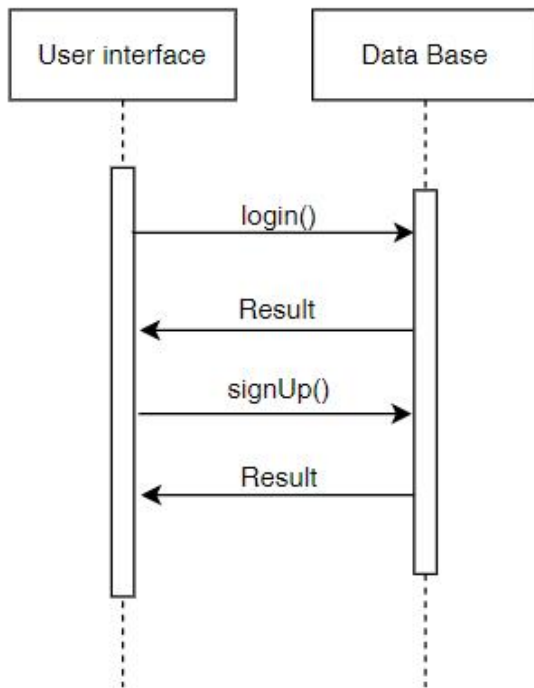 User interface
Data Base
login()
Result
signUp()
Result